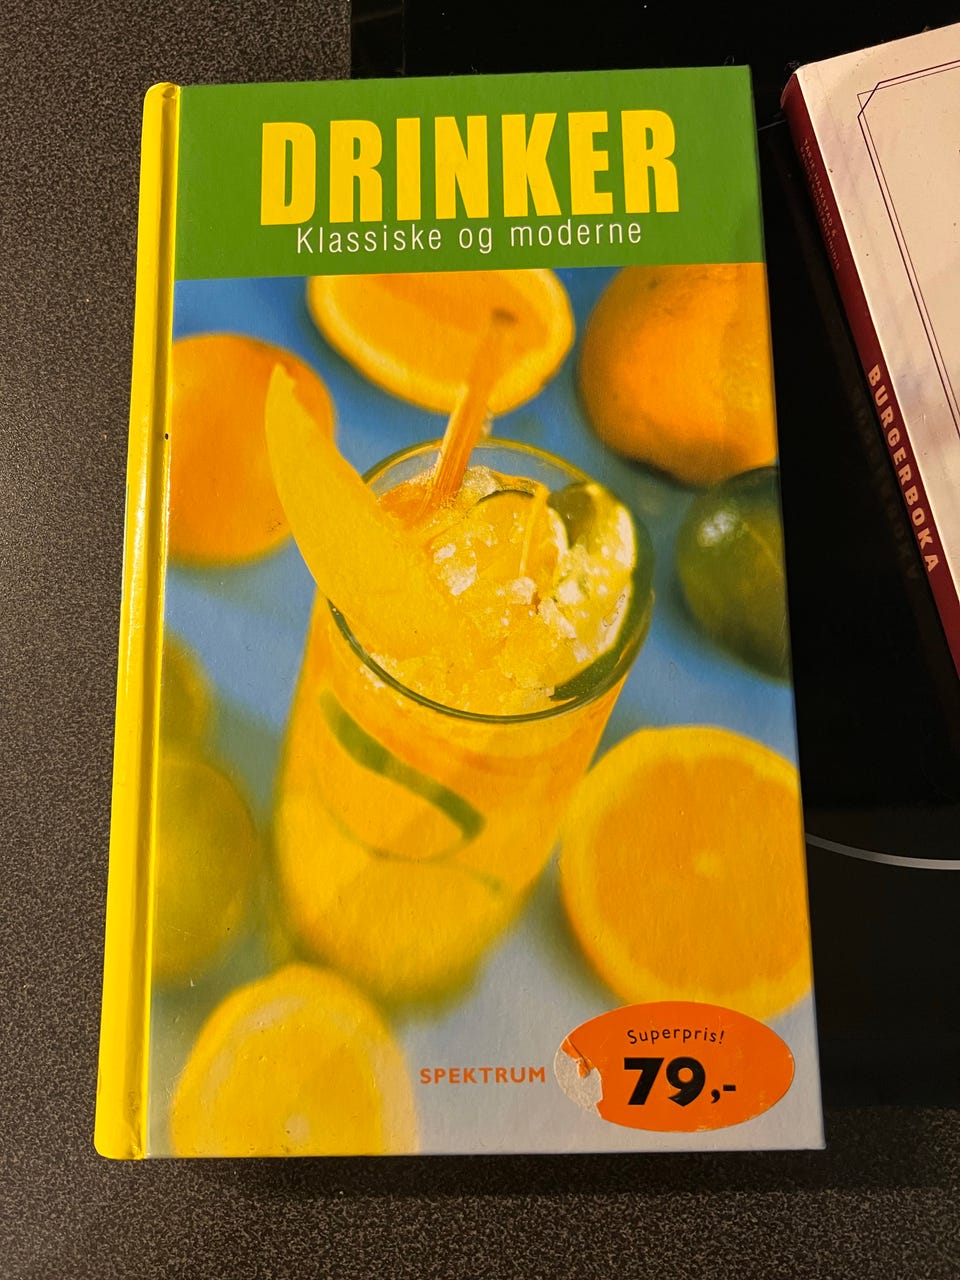 DRINKER
Klassiske og moderne
SPEKTRUM
Superpris!
79,-
BURGERBOKA